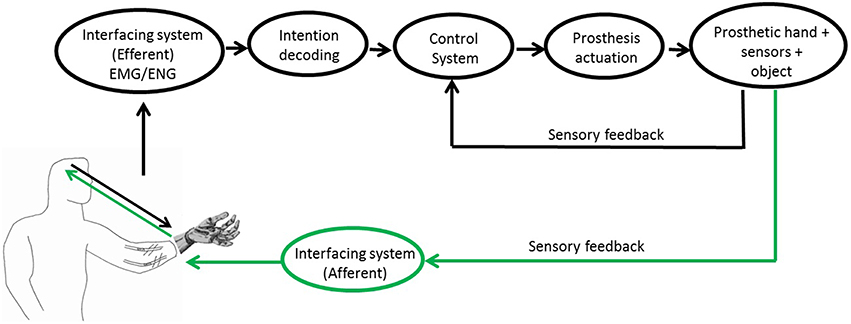 Interfacing system
(Efferent)
EMG/ENG
Intention
decoding
Control
System
Prosthesis
actuation
Prosthetic hand +
sensors +
object
Sensory feedback
Interfacing system
(Afferent)
Sensory feedback